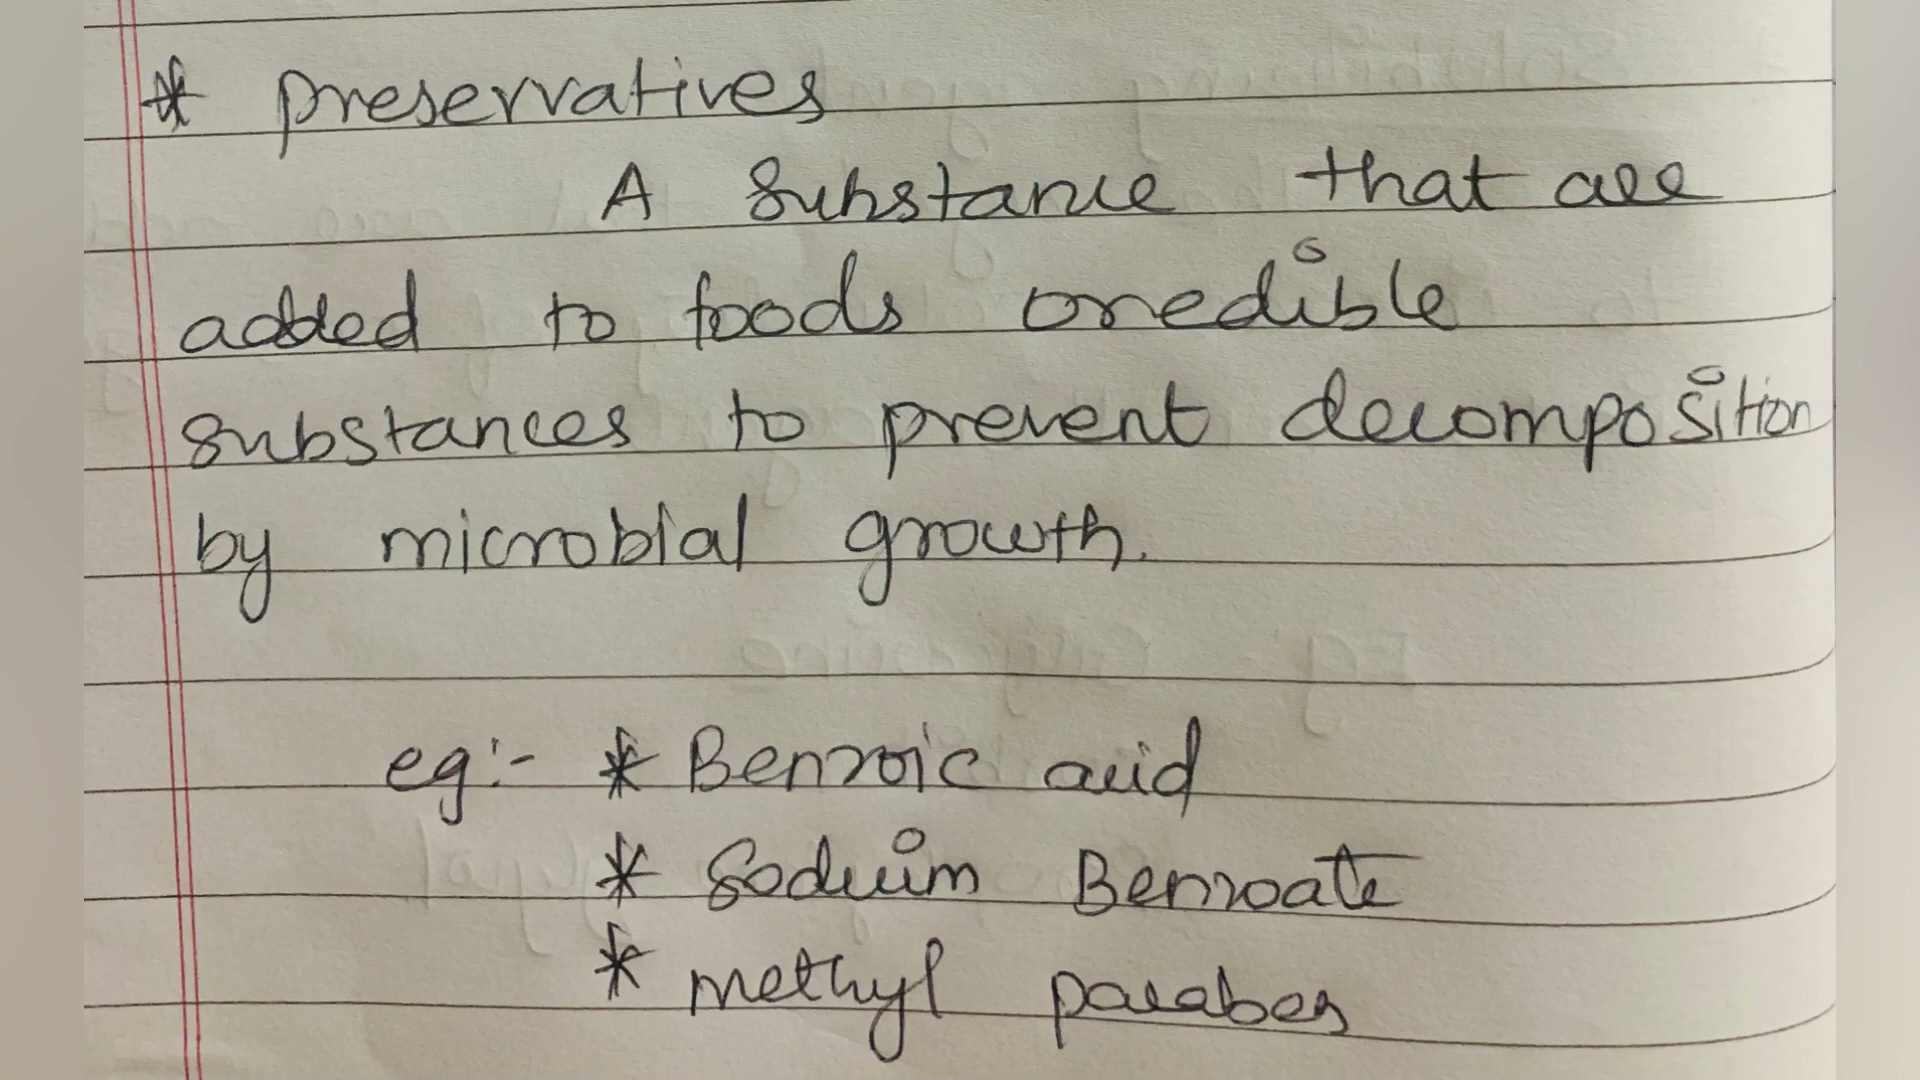 * preservatives
A Substance that are
added to foods or edible
substances to prevent decomposition
by microbial growth.
eg:- * Benzoic acid
* Sodium Benzoate
* methyl paraben